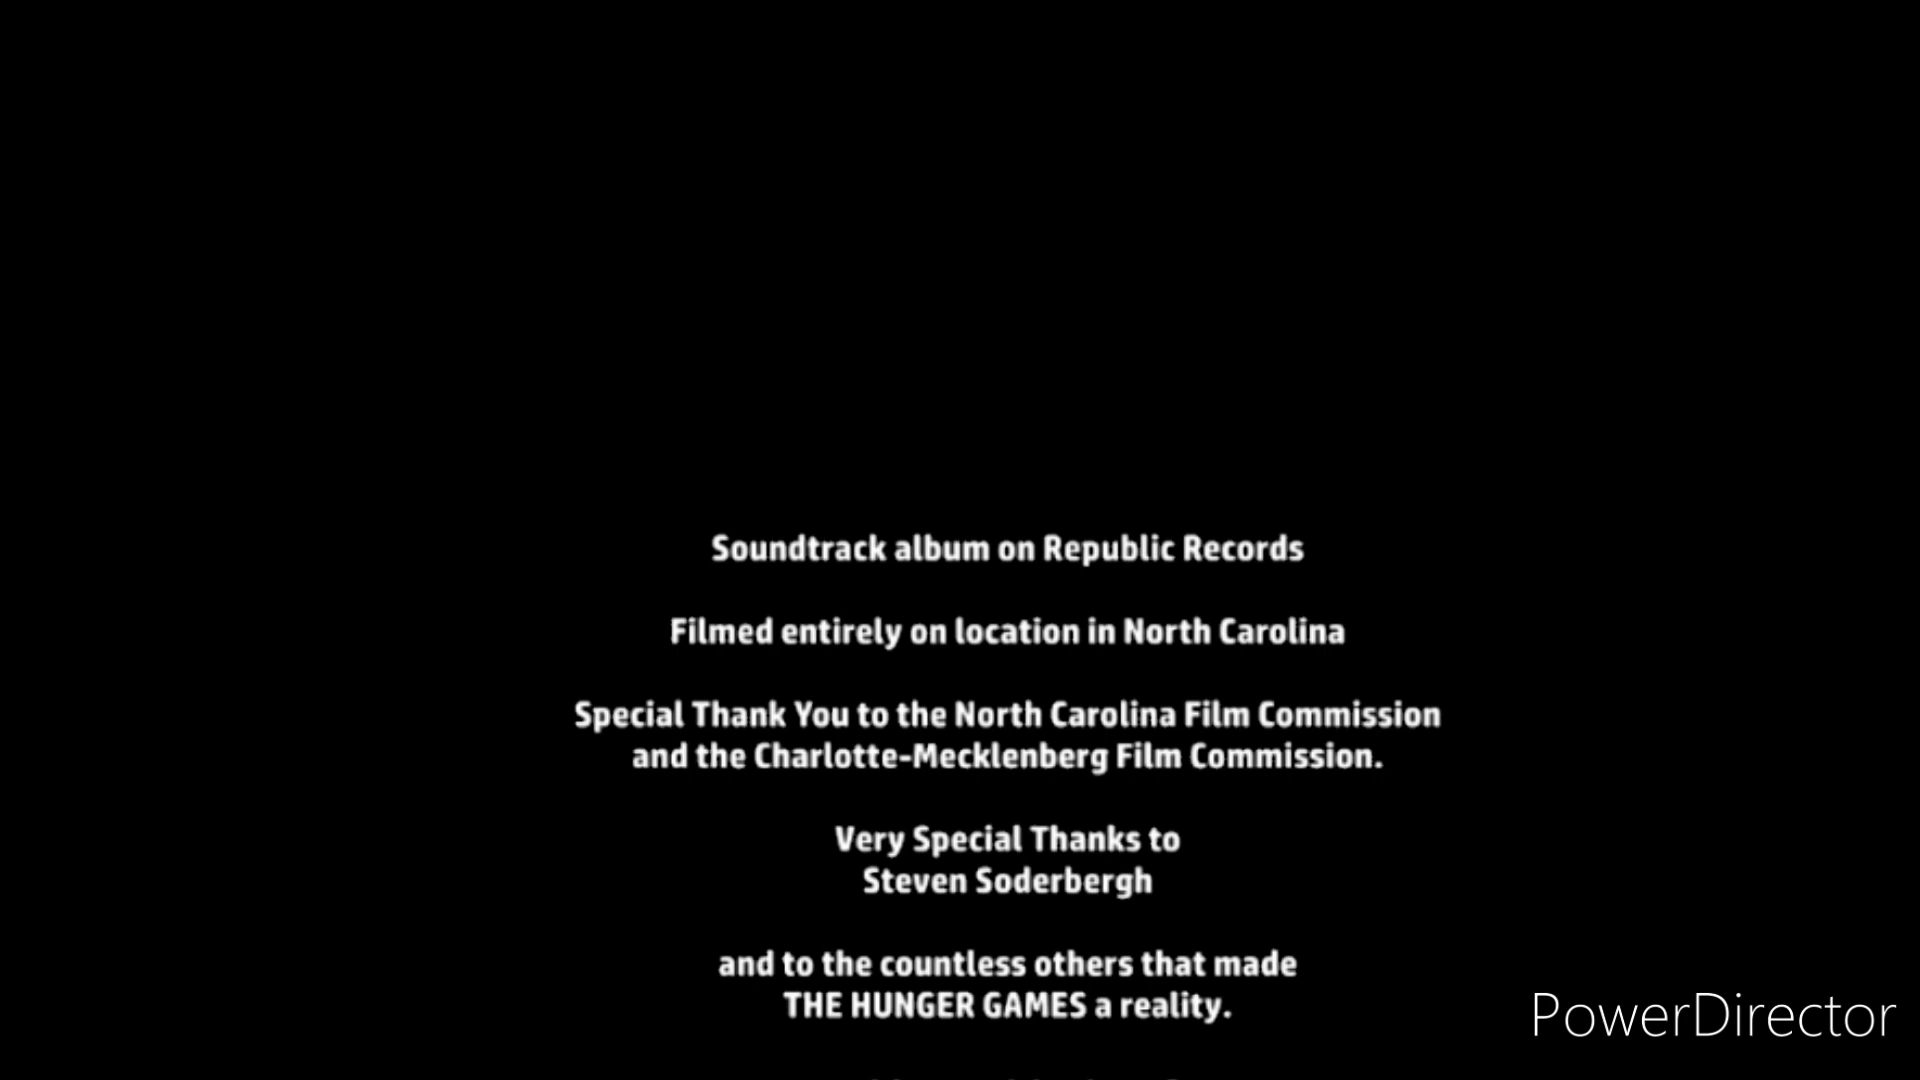 Soundtrack album on Republic Records
Filmed entirely on location in North Carolina
Special Thank You to the North Carolina Film Commission
and the Charlotte-Mecklenberg Film Commission.
Very Special Thanks to
Steven Soderbergh
and to the countless others that made
THE HUNGER GAMES a reality.
PowerDirector